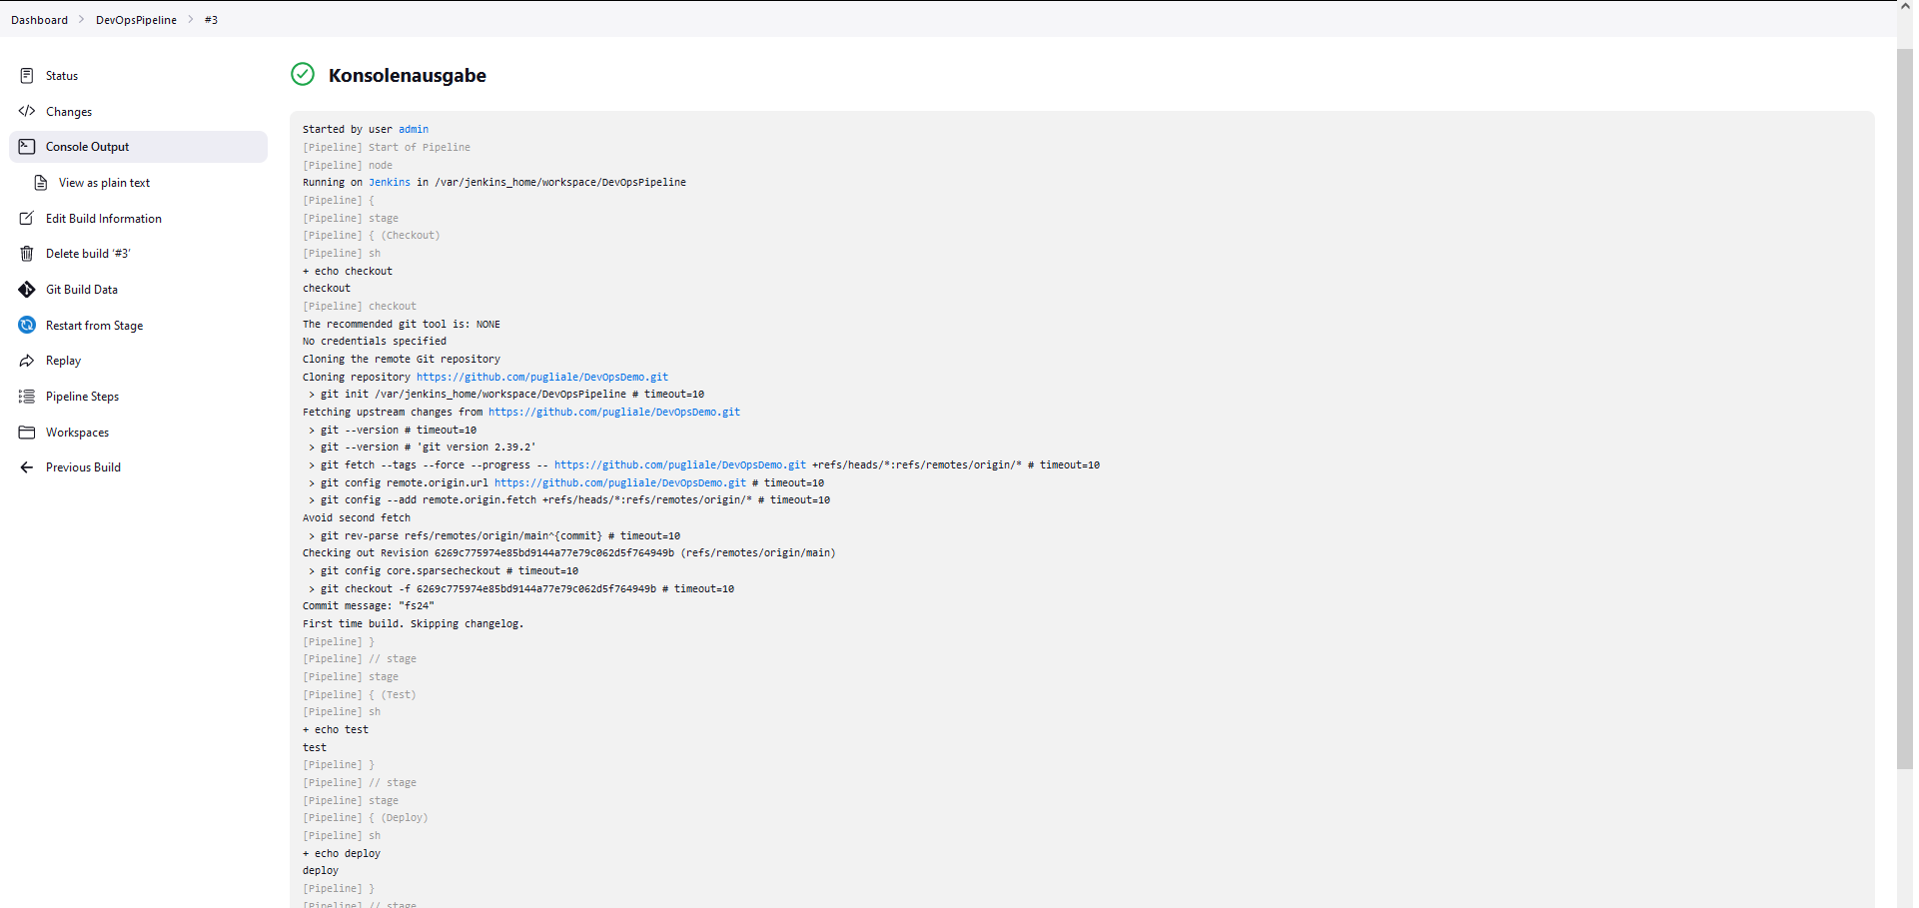 Dashboard > DevOpsPipeline > #3
Status
Changes
Console Output
View as plain text
Edit Build Information
Delete build '#3'
Git Build Data
Restart from Stage
Replay
Pipeline Steps
Workspaces
Previous Build
Konsolenausgabe
Started by user admin
[Pipeline] Start of Pipeline
[Pipeline] node
Running on Jenkins in /var/jenkins_home/workspace/DevOpsPipeline
[Pipeline] {
[Pipeline] stage
[Pipeline] { (Checkout)
[Pipeline] sh
+ echo checkout
checkout
[Pipeline] checkout
The recommended git tool is: NONE
No credentials specified
Cloning the remote Git repository
Cloning repository https://github.com/pugliale/DevOpsDemo.git
 > git init /var/jenkins_home/workspace/DevOpsPipeline # timeout=10
Fetching upstream changes from https://github.com/pugliale/DevOpsDemo.git
 > git --version # timeout=10
 > git --version # 'git version 2.39.2'
 > git fetch --tags --force --progress -- https://github.com/pugliale/DevOpsDemo.git +refs/heads/*:refs/remotes/origin/* # timeout=10
 > git config remote.origin.url https://github.com/pugliale/DevOpsDemo.git # timeout=10
 > git config --add remote.origin.fetch +refs/heads/*:refs/remotes/origin/* # timeout=10
Avoid second fetch
 > git rev-parse refs/remotes/origin/main^{commit} # timeout=10
Checking out Revision 6269c775974e85bd9144a77e79c062d5f764949b (refs/remotes/origin/main)
 > git config core.sparsecheckout # timeout=10
 > git checkout -f 6269c775974e85bd9144a77e79c062d5f764949b # timeout=10
Commit message: "fs24"
First time build. Skipping changelog.
[Pipeline] }
[Pipeline] // stage
[Pipeline] stage
[Pipeline] { (Test)
[Pipeline] sh
+ echo test
test
[Pipeline] }
[Pipeline] // stage
[Pipeline] stage
[Pipeline] { (Deploy)
[Pipeline] sh
+ echo deploy
deploy
[Pipeline] }
[Pipeline] // stage